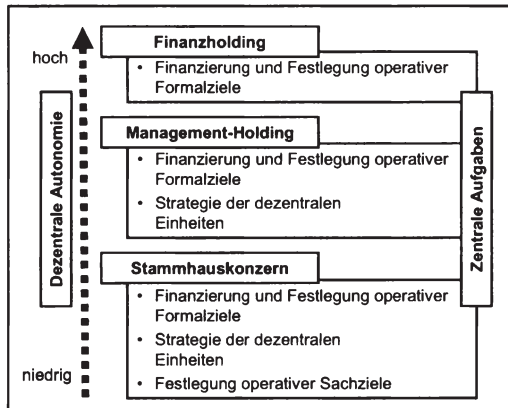 hoch
niedrig
Dezentrale Autonomie
Finanzholding
• Finanzierung und Festlegung operativer
Formalziele
Management-Holding
• Finanzierung und Festlegung operativer
Formalziele
• Strategie der dezentralen
Einheiten
Stammhauskonzern
• Finanzierung und Festlegung operativer
Formalziele
• Strategie der dezentralen
Einheiten
• Festlegung operativer Sachziele
Zentrale Aufgaben